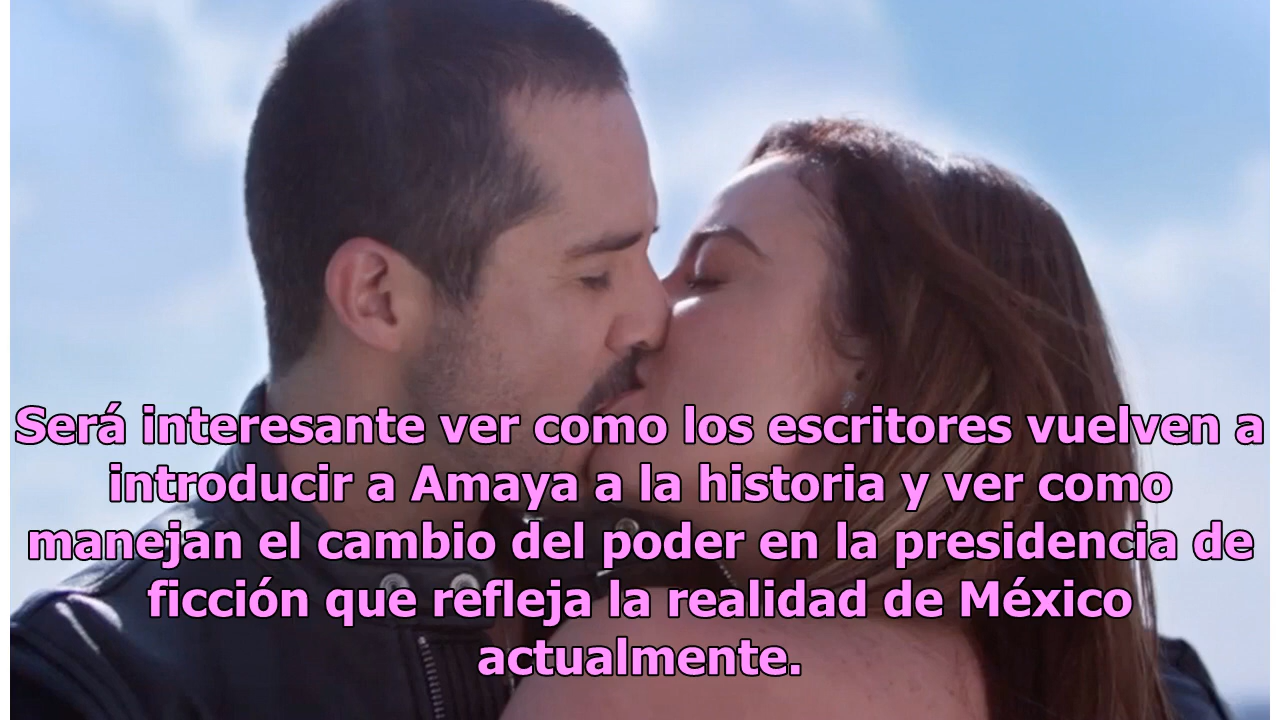 Será interesante ver como los escritores vuelven a
introducir a Amaya a la historia y ver como
manejan el cambio del poder en la presidencia de
ficción que refleja la realidad de México
actualmente.